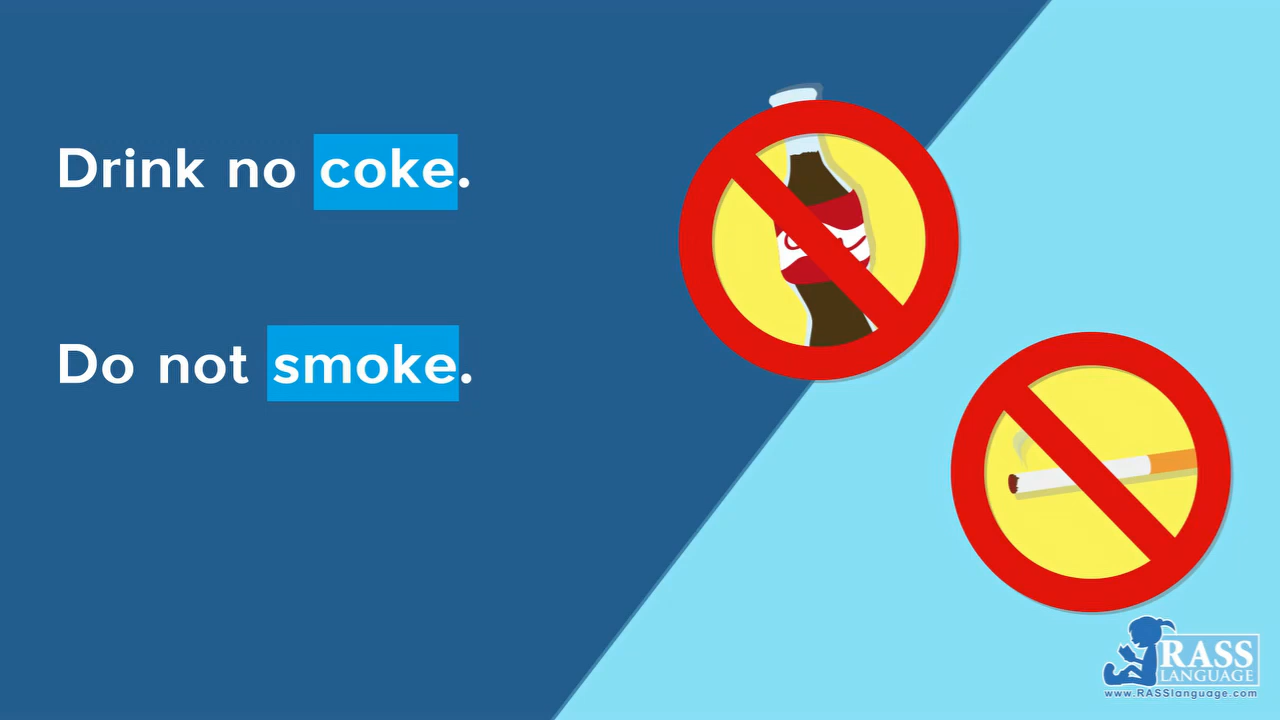 Drink no coke.
Do not smoke.
RASS
LANGUAGE
www.RASSlanguage.com